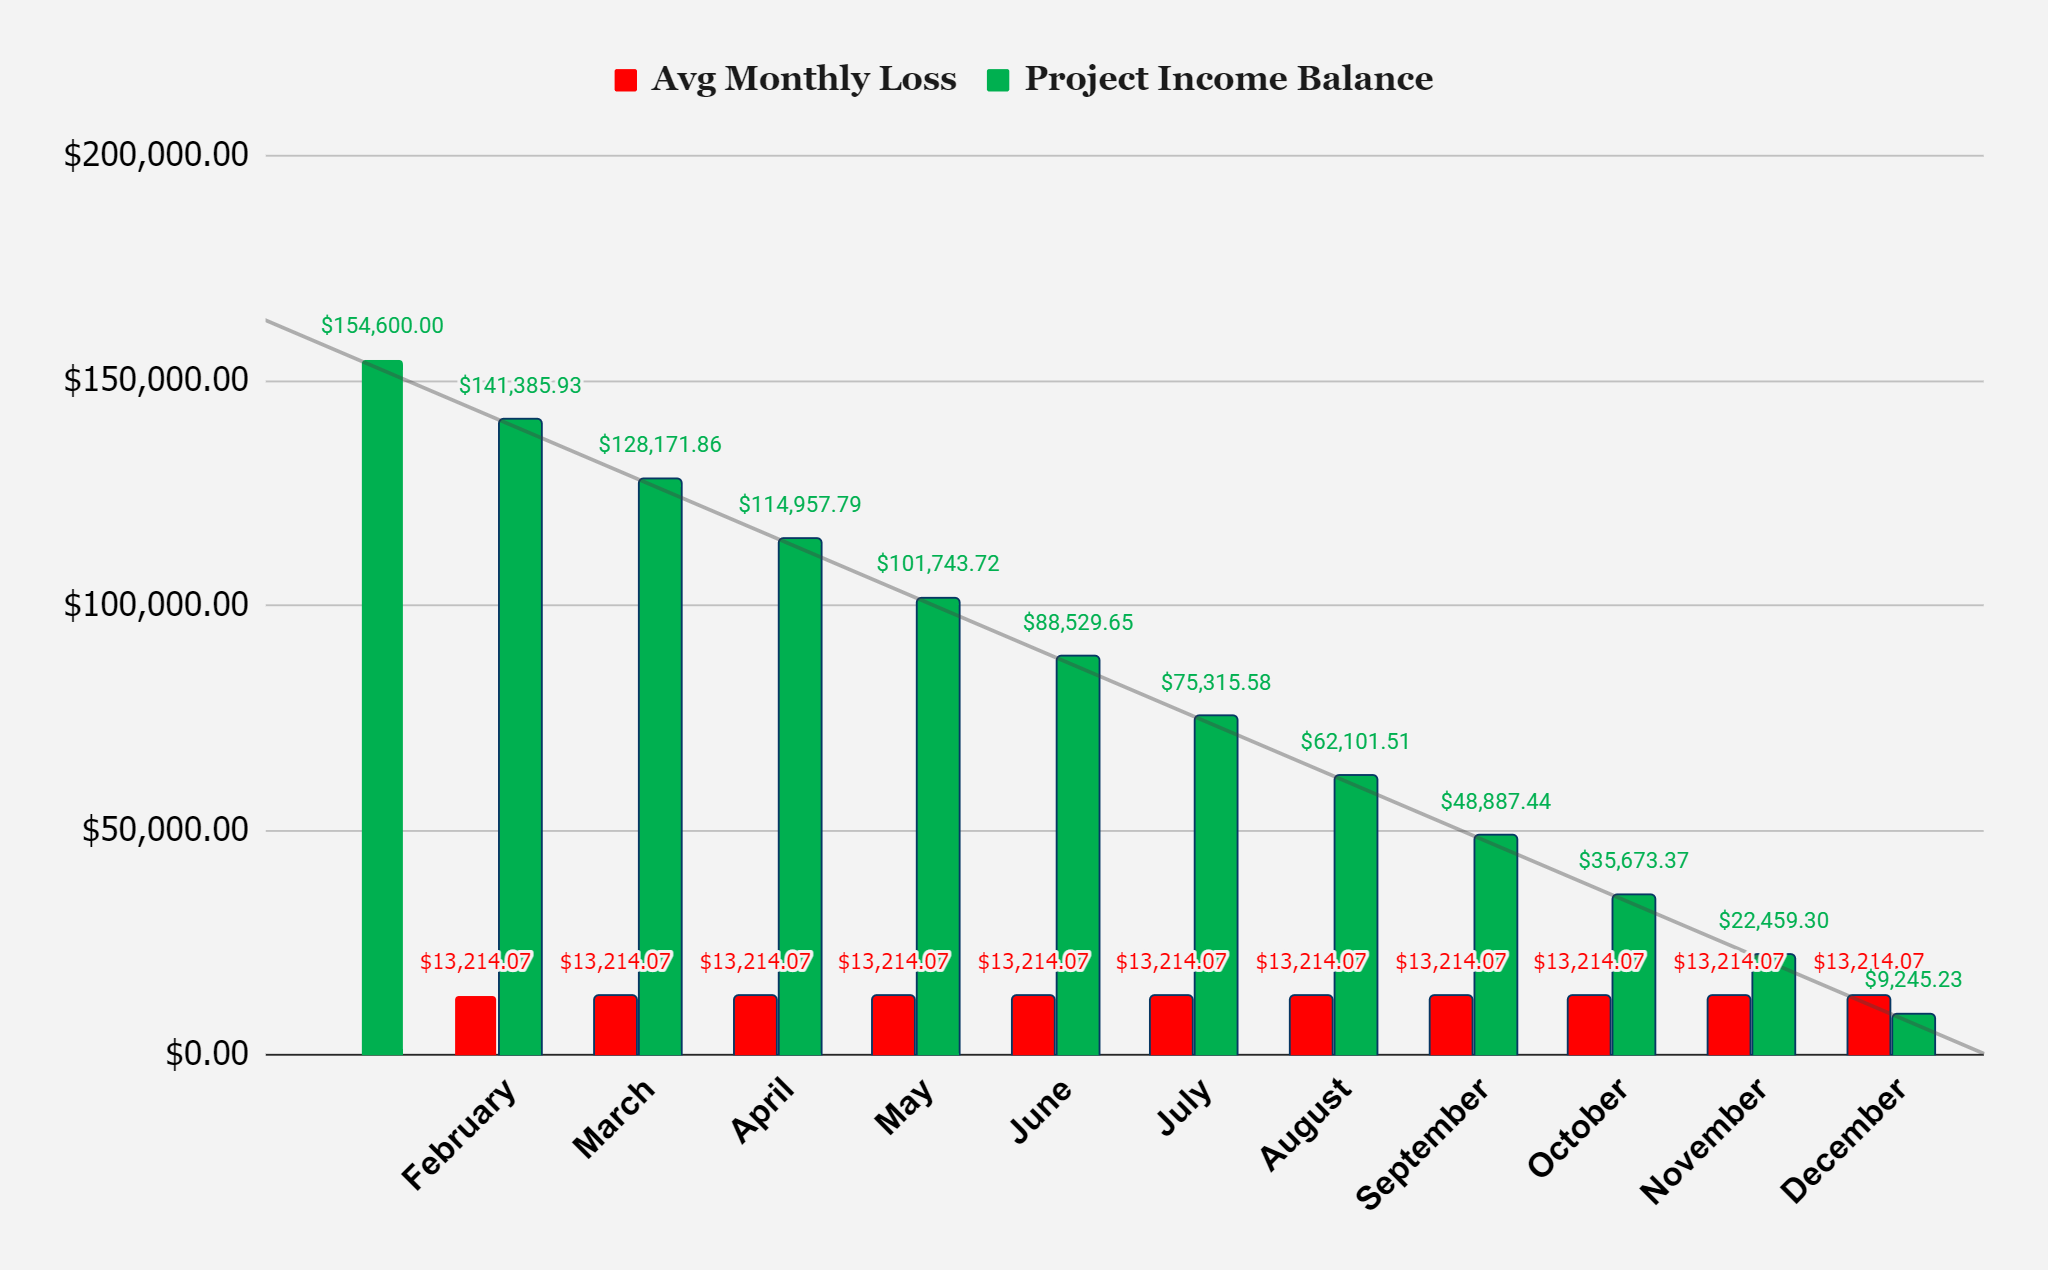 Avg Monthly Loss Project Income Balance
$200,000.00
$150,000.00
$100,000.00
$50,000.00
$0.00
$154,600.00
$141,385.93
$128,171.86
$114,957.79
$101,743.72
$88,529.65
$75,315.58
$62,101.51
$48,887.44
$35,673.37
$22,459.30
$9,245.23
$13,214.07
$13,214.07
$13,214.07
$13,214.07
$13,214.07
$13,214.07
$13,214.07
$13,214.07
$13,214.07
$13,214.07
$13,214.07
February
March
April
May
June
July
August
September
October
November
December